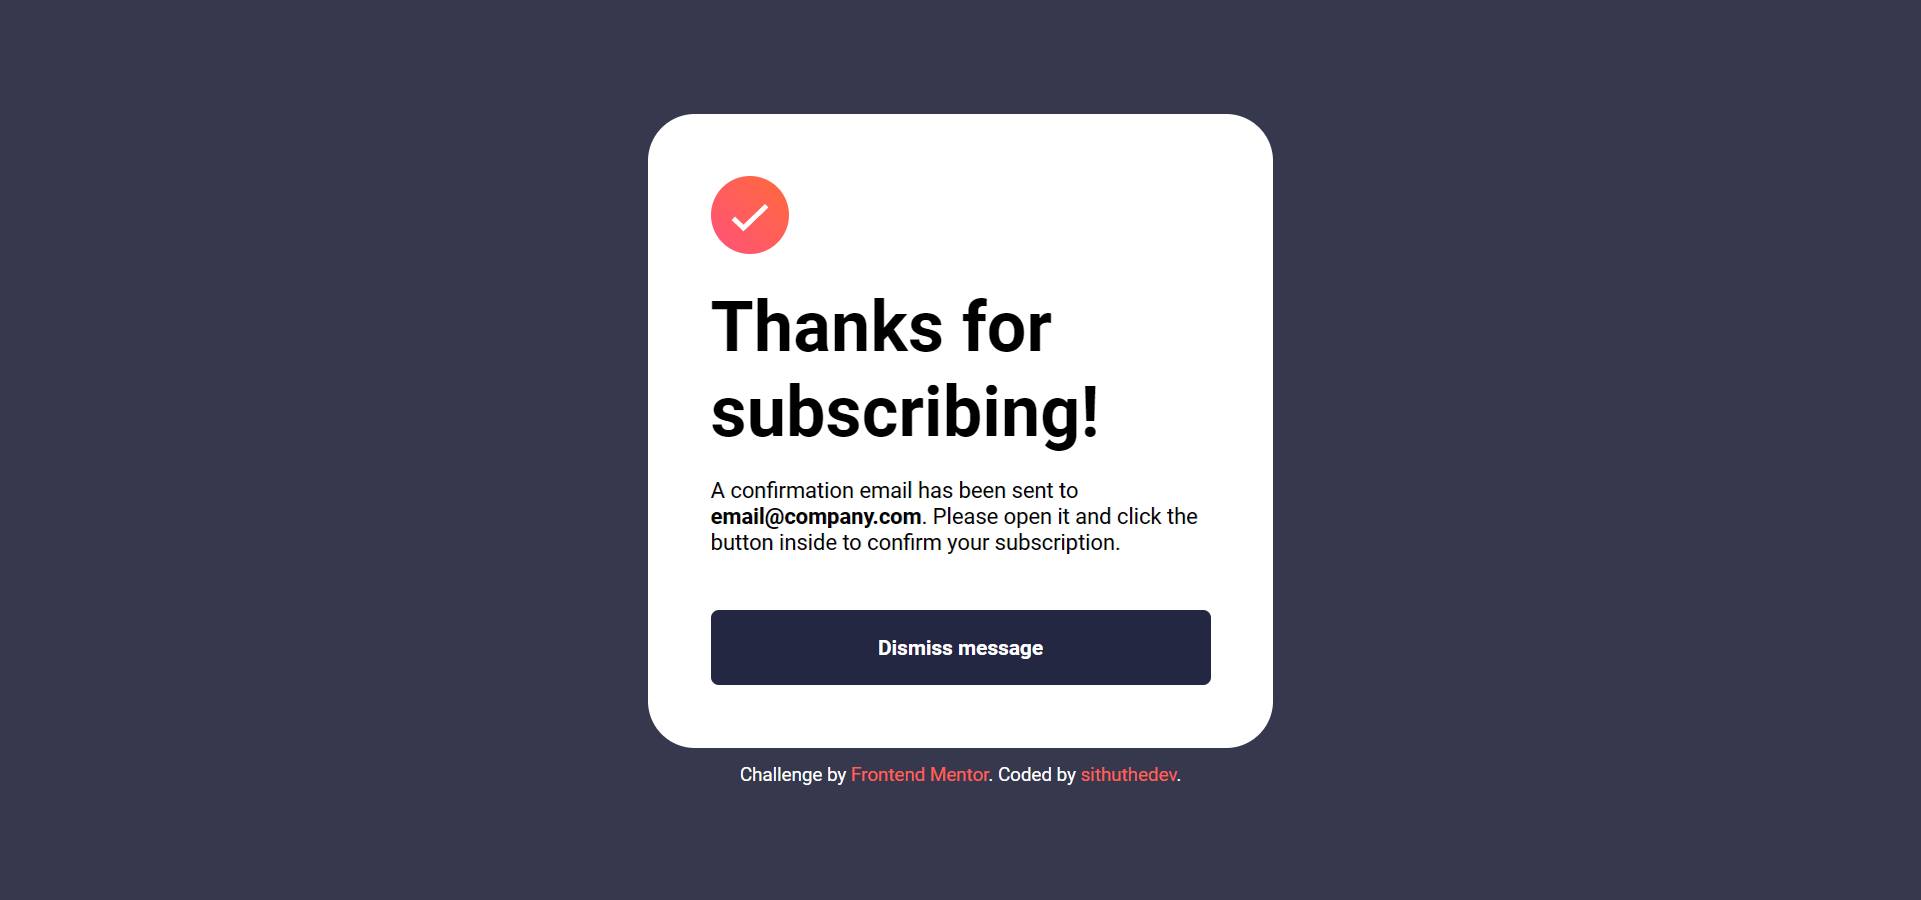 Thanks for
subscribing!
A confirmation email has been sent to
email@company.com. Please open it and click the
button inside to confirm your subscription.
Dismiss message
Challenge by Frontend Mentor. Coded by sithuthedev.